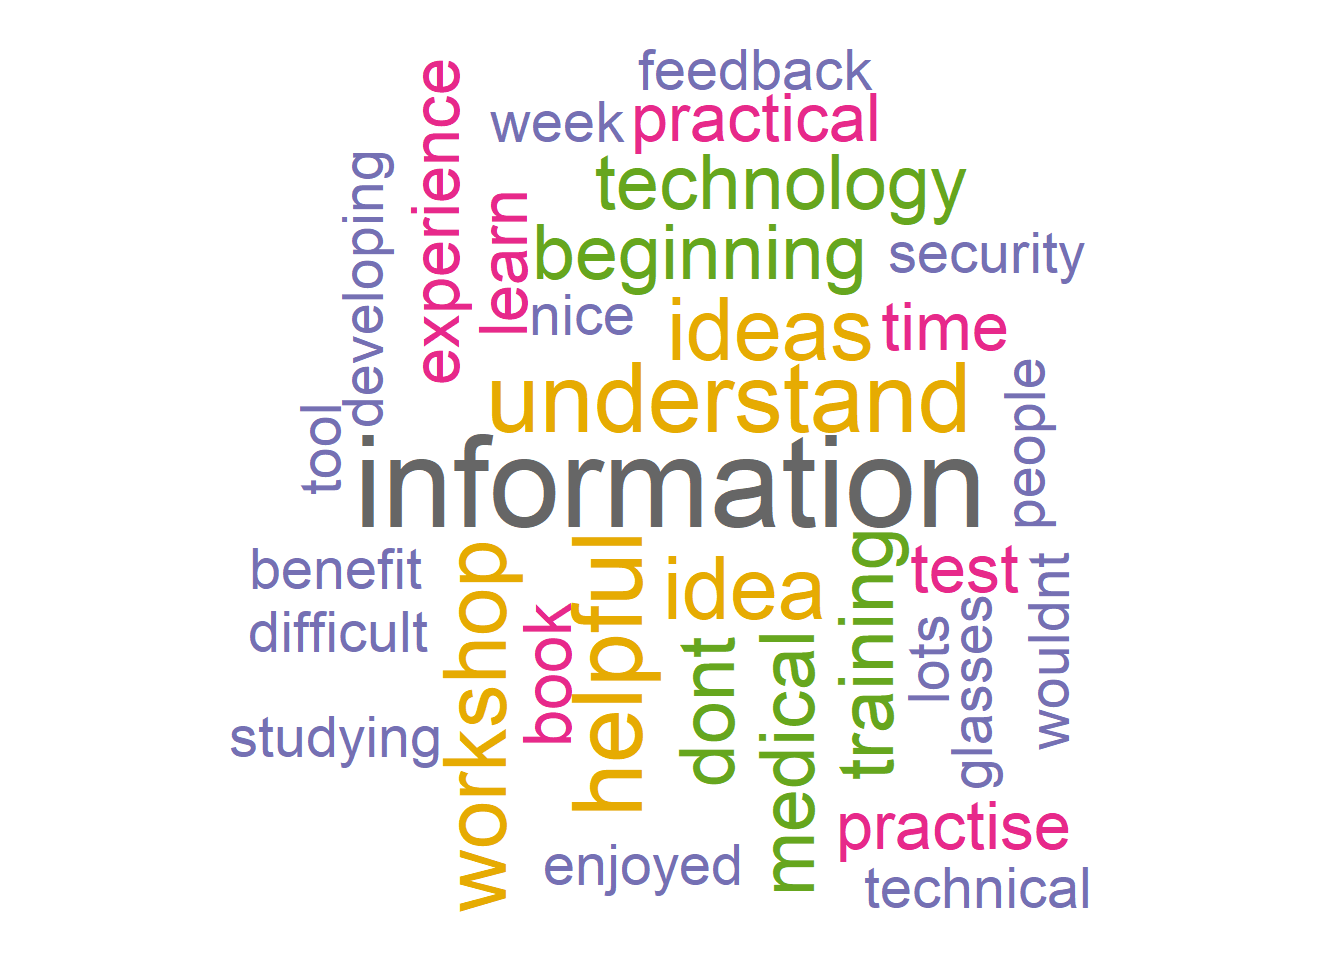 feedback
week
practical
experience
developing
technology
learn
beginning
security
nice
ideas
time
understand
people
tool
information
benefit
workshop
helpful
idea
training
test
wouldnt
difficult
book
dont
medical
lots
glasses
studying
practise
enjoyed
technical